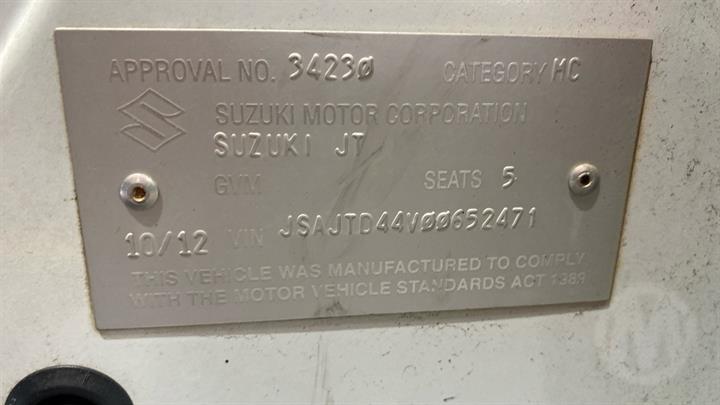 APPROVAL NO. 34230 CATEGORY MC
SUZUKI MOTOR CORPORATION
SUZUKI JT
GVM SEATS 5
10/12 VIN JSAJTD44V00652471
THIS VEHICLE WAS MANUFACTURED TO COMPLY
WITH THE MOTOR VEHICLE STANDARDS ACT 1989
M